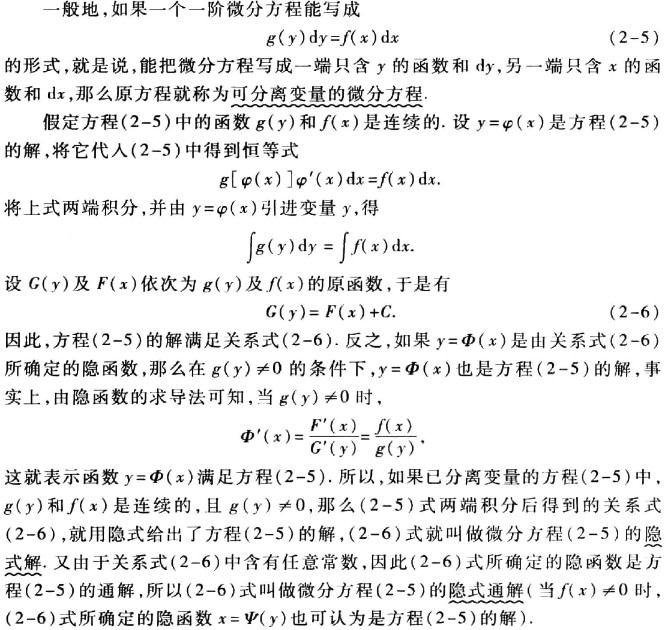 一般地,如果一个一阶微分方程能写成
g(y)dy=f(x)dx (2-5)
的形式,就是说,能把微分方程写成一端只含 y 的函数和 dy,另一端只含 x 的函
数和 dx,那么原方程就称为可分离变量的微分方程.
假定方程(2-5)中的函数 g(y)和 f(x)是连续的. 设 y=φ(x)是方程(2-5)
的解,将它代入(2-5)中得到恒等式
g[φ(x)]φ′(x)dx=f(x)dx.
将上式两端积分,并由 y=φ(x)引进变量 y,得
∫g(y)dy = ∫f(x)dx.
设 G(y)及 F(x)依次为 g(y)及 f(x)的原函数,于是有
G(y)= F(x)+C. (2-6)
因此,方程(2-5)的解满足关系式(2-6). 反之,如果 y=Φ(x)是由关系式(2-6)
所确定的隐函数,那么在 g(y)≠0 的条件下,y=Φ(x)也是方程(2-5)的解,事
实上,由隐函数的求导法可知,当 g(y)≠0 时,
Φ′(x)=F′(x)/G′(y)=f(x)/g(y),
这就表示函数 y=Φ(x)满足方程(2-5). 所以,如果已分离变量的方程(2-5)中,
g(y)和 f(x)是连续的,且 g(y)≠0,那么(2-5)式两端积分后得到的关系式
(2-6),就用隐式给出了方程(2-5)的解,(2-6)式就叫做微分方程(2-5)的隐
式解. 又由于关系式(2-6)中含有任意常数,因此(2-6)式所确定的隐函数是方
程(2-5)的通解,所以(2-6)式叫做微分方程(2-5)的隐式通解(当 f(x)≠0 时,
(2-6)式所确定的隐函数 x=Ψ(y)也可认为是方程(2-5)的解).